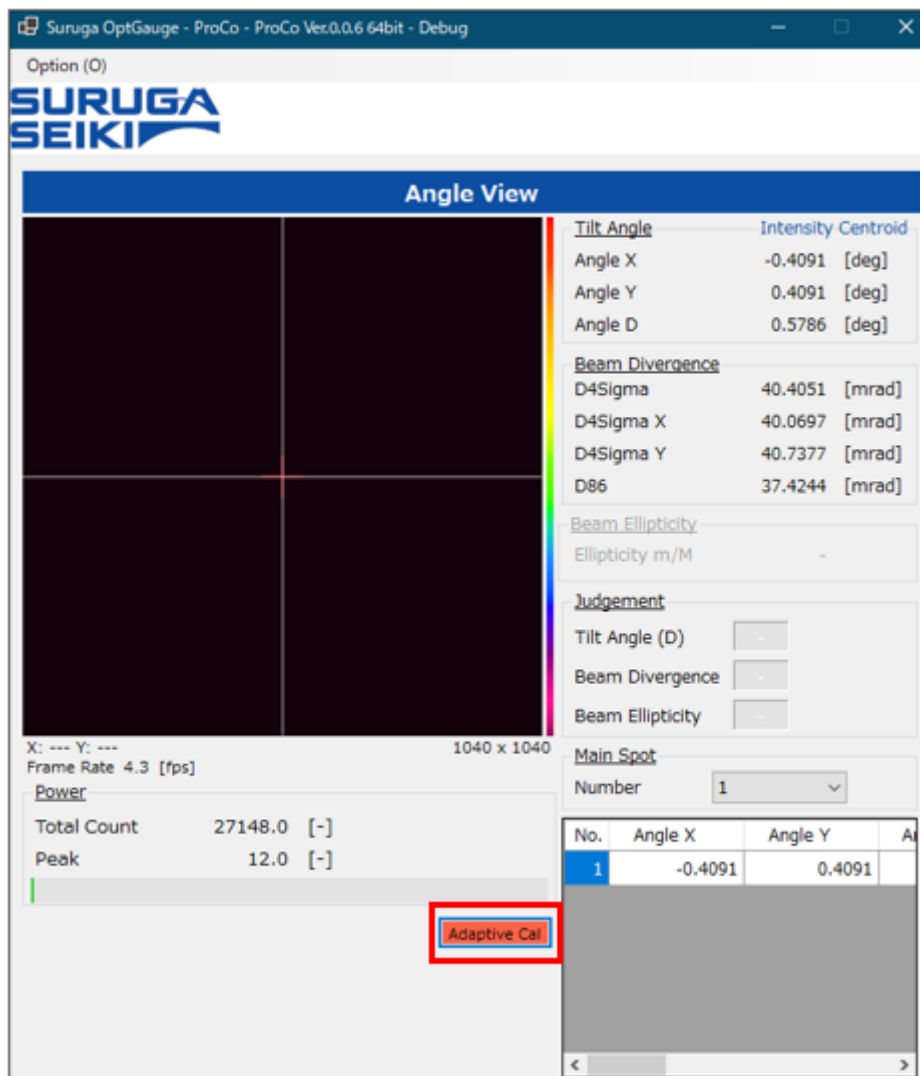 Suruga OptGauge - ProCo - ProCo Ver.0.0.6 64bit - Debug
Option (O)
SURUGA
SEIKI
Angle View
Tilt Angle Intensity Centroid
Angle X -0.4091 [deg]
Angle Y 0.4091 [deg]
Angle D 0.5786 [deg]
Beam Divergence
D4Sigma 40.4051 [mrad]
D4Sigma X 40.0697 [mrad]
D4Sigma Y 40.7377 [mrad]
D86 37.4244 [mrad]
Beam Ellipticity
Ellipticity m/M -
Judgement
Tilt Angle (D) -
Beam Divergence -
Beam Ellipticity -
X: --- Y: --- 1040 x 1040
Frame Rate 4.3 [fps]
Power
Total Count 27148.0 [-]
Peak 12.0 [-]
Adaptive Cal
Main Spot
Number 1
No. Angle X Angle Y
1 -0.4091 0.4091